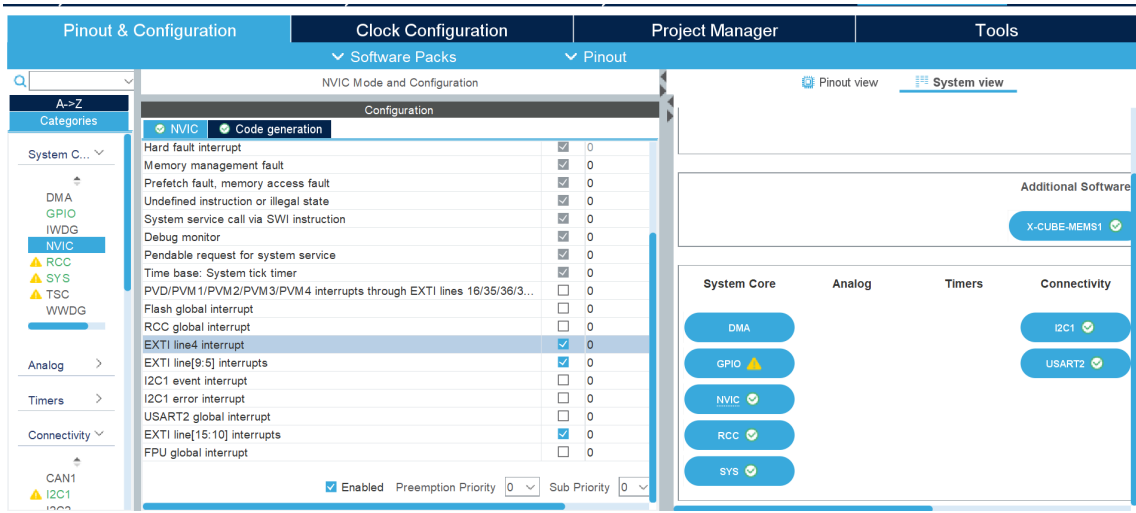 Pinout & Configuration Clock Configuration Project Manager Tools
Software Packs Pinout
NVIC Mode and Configuration
Pinout view System view
A->Z
Categories
System C...
DMA
GPIO
IWDG
NVIC
RCC
SYS
TSC
WWDG
Analog
Timers
Connectivity
CAN1
I2C1
I2C2
Configuration
NVIC Code generation
Hard fault interrupt 0
Memory management fault 0
Prefetch fault, memory access fault 0
Undefined instruction or illegal state 0
System service call via SWI instruction 0
Debug monitor 0
Pendable request for system service 0
Time base: System tick timer 0
PVD/PVM1/PVM2/PVM3/PVM4 interrupts through EXTI lines 16/35/36/3... 0
Flash global interrupt 0
RCC global interrupt 0
EXTI line4 interrupt 0
EXTI line[9:5] interrupts 0
I2C1 event interrupt 0
I2C1 error interrupt 0
USART2 global interrupt 0
EXTI line[15:10] interrupts 0
FPU global interrupt 0
Enabled Preemption Priority 0 Sub Priority 0
Additional Software
X-CUBE-MEMS1
System Core Analog Timers Connectivity
DMA I2C1
GPIO USART2
NVIC
RCC
SYS